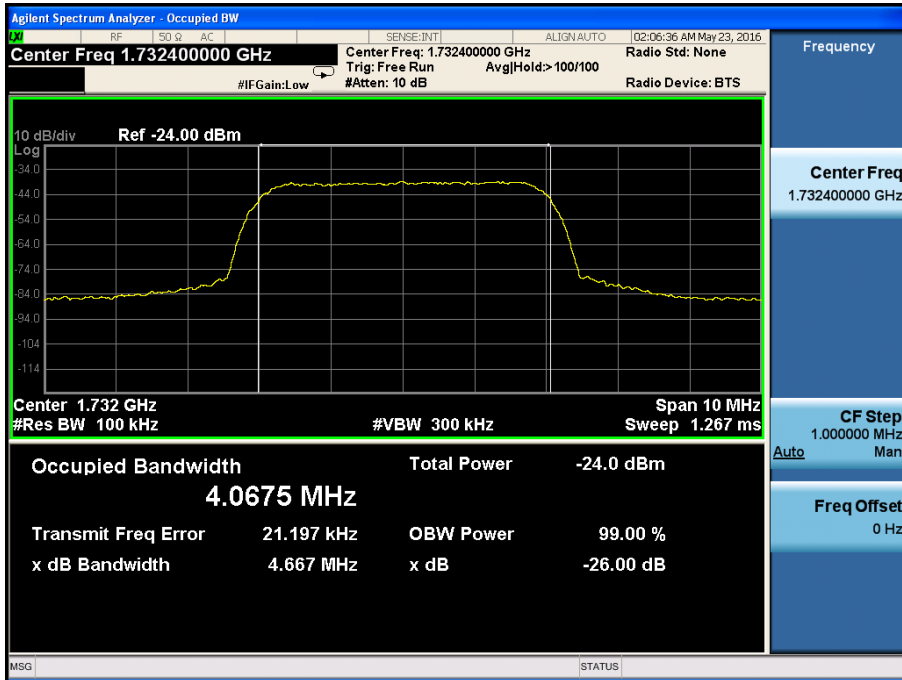 Agilent Spectrum Analyzer - Occupied BW
LXI RF 50 Ω AC SENSE:INT ALIGN AUTO 02:06:36 AM May 23, 2016
Center Freq 1.732400000 GHz
Center Freq: 1.732400000 GHz
Radio Std: None
Trig: Free Run Avg|Hold:>100/100
#IFGain:Low
#Atten: 10 dB
Radio Device: BTS
Frequency
10 dB/div Ref -24.00 dBm
Log
-34.0
-44.0
-54.0
-64.0
-74.0
-84.0
-94.0
-104
-114
Center Freq
1.732400000 GHz
Center 1.732 GHz Span 10 MHz
#Res BW 100 kHz #VBW 300 kHz Sweep 1.267 ms
CF Step
1.000000 MHz
Auto Man
Occupied Bandwidth Total Power -24.0 dBm
4.0675 MHz
Transmit Freq Error 21.197 kHz OBW Power 99.00 %
x dB Bandwidth 4.667 MHz x dB -26.00 dB
Freq Offset
0 Hz
MSG STATUS